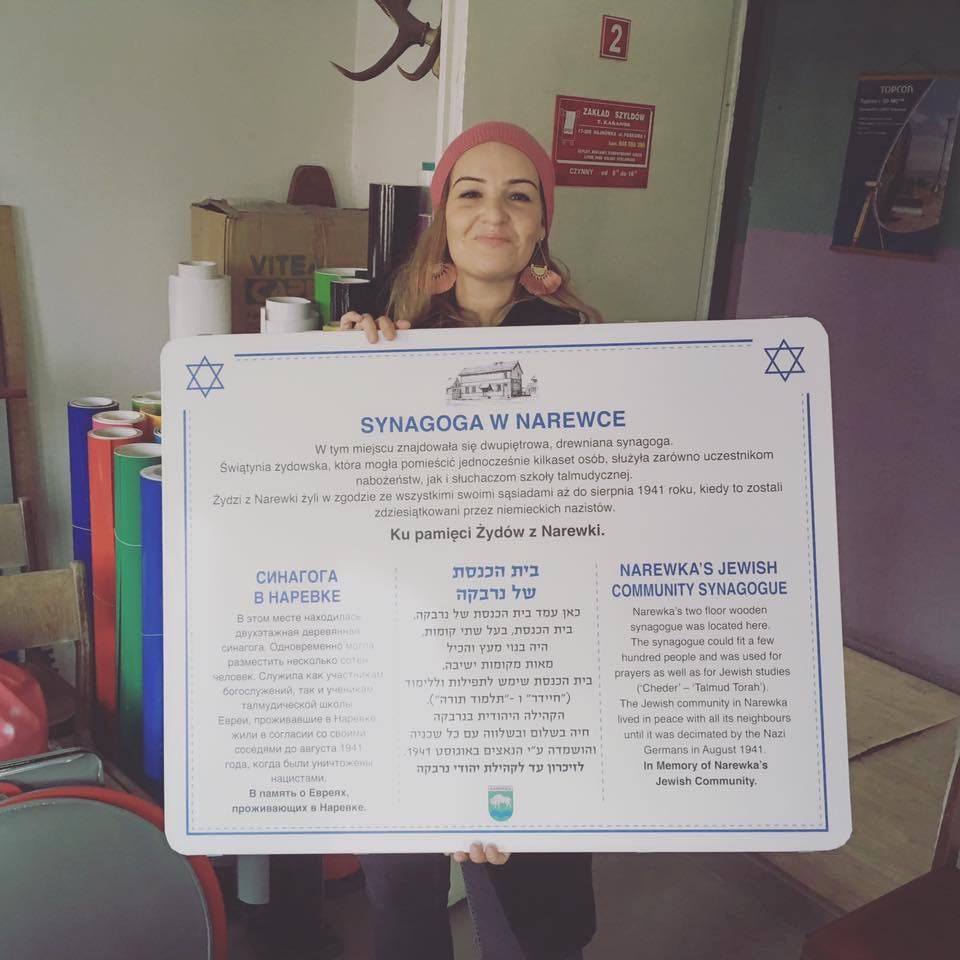 2
ZAKŁAD SZYLDÓW
CZYNNY od 8⁰⁰ do 16⁰⁰
TOPCON
VITEA
SYNAGOGA W NAREWCE
W tym miejscu znajdowała się dwupiętrowa, drewniana synagoga.
Świątynia żydowska, która mogła pomieścić jednocześnie kilkaset osób, służyła zarówno uczestnikom
nabożeństw, jak i słuchaczom szkoły talmudycznej.
Żydzi z Narewki żyli w zgodzie ze wszystkimi swoimi sąsiadami aż do sierpnia 1941 roku, kiedy to zostali
zdziesiątkowani przez niemieckich nazistów.
Ku pamięci Żydów z Narewki.
СИНАГОГА
В НАРЕВКЕ
В этом месте находилась
двухэтажная деревянная
синагога. Одновременно могла
разместить несколько сотен
человек. Служила как участникам
богослужений, так и ученикам
талмудической школы
Евреи, проживавшие в Наревке
жили в согласии со своими
соседями до августа 1941
года, когда были уничтожены
нацистами.
В память о Евреях,
проживающих в Наревке.
בית הכנסת
של נרבקה
כאן עמד בית הכנסת של נרבקה.
בית הכנסת, בעל שתי קומות,
היה בנוי מעץ והכיל
מאות מקומות ישיבה.
בית הכנסת שימש לתפילות וללימוד
("חיידר" ו -"תלמוד תורה").
הקהילה היהודית בנרבקה
חיה בשלום ובשלווה עם כל שכניה
והושמדה ע"י הנאצים באוגוסט 1941.
לזיכרון עד לקהילת יהודי נרבקה
NAREWKA'S JEWISH
COMMUNITY SYNAGOGUE
Narewka's two floor wooden
synagogue was located here.
The synagogue could fit a few
hundred people and was used for
prayers as well as for Jewish studies
('Cheder' – 'Talmud Torah').
The Jewish community in Narewka
lived in peace with all its neighbours
until it was decimated by the Nazi
Germans in August 1941.
In Memory of Narewka's
Jewish Community.